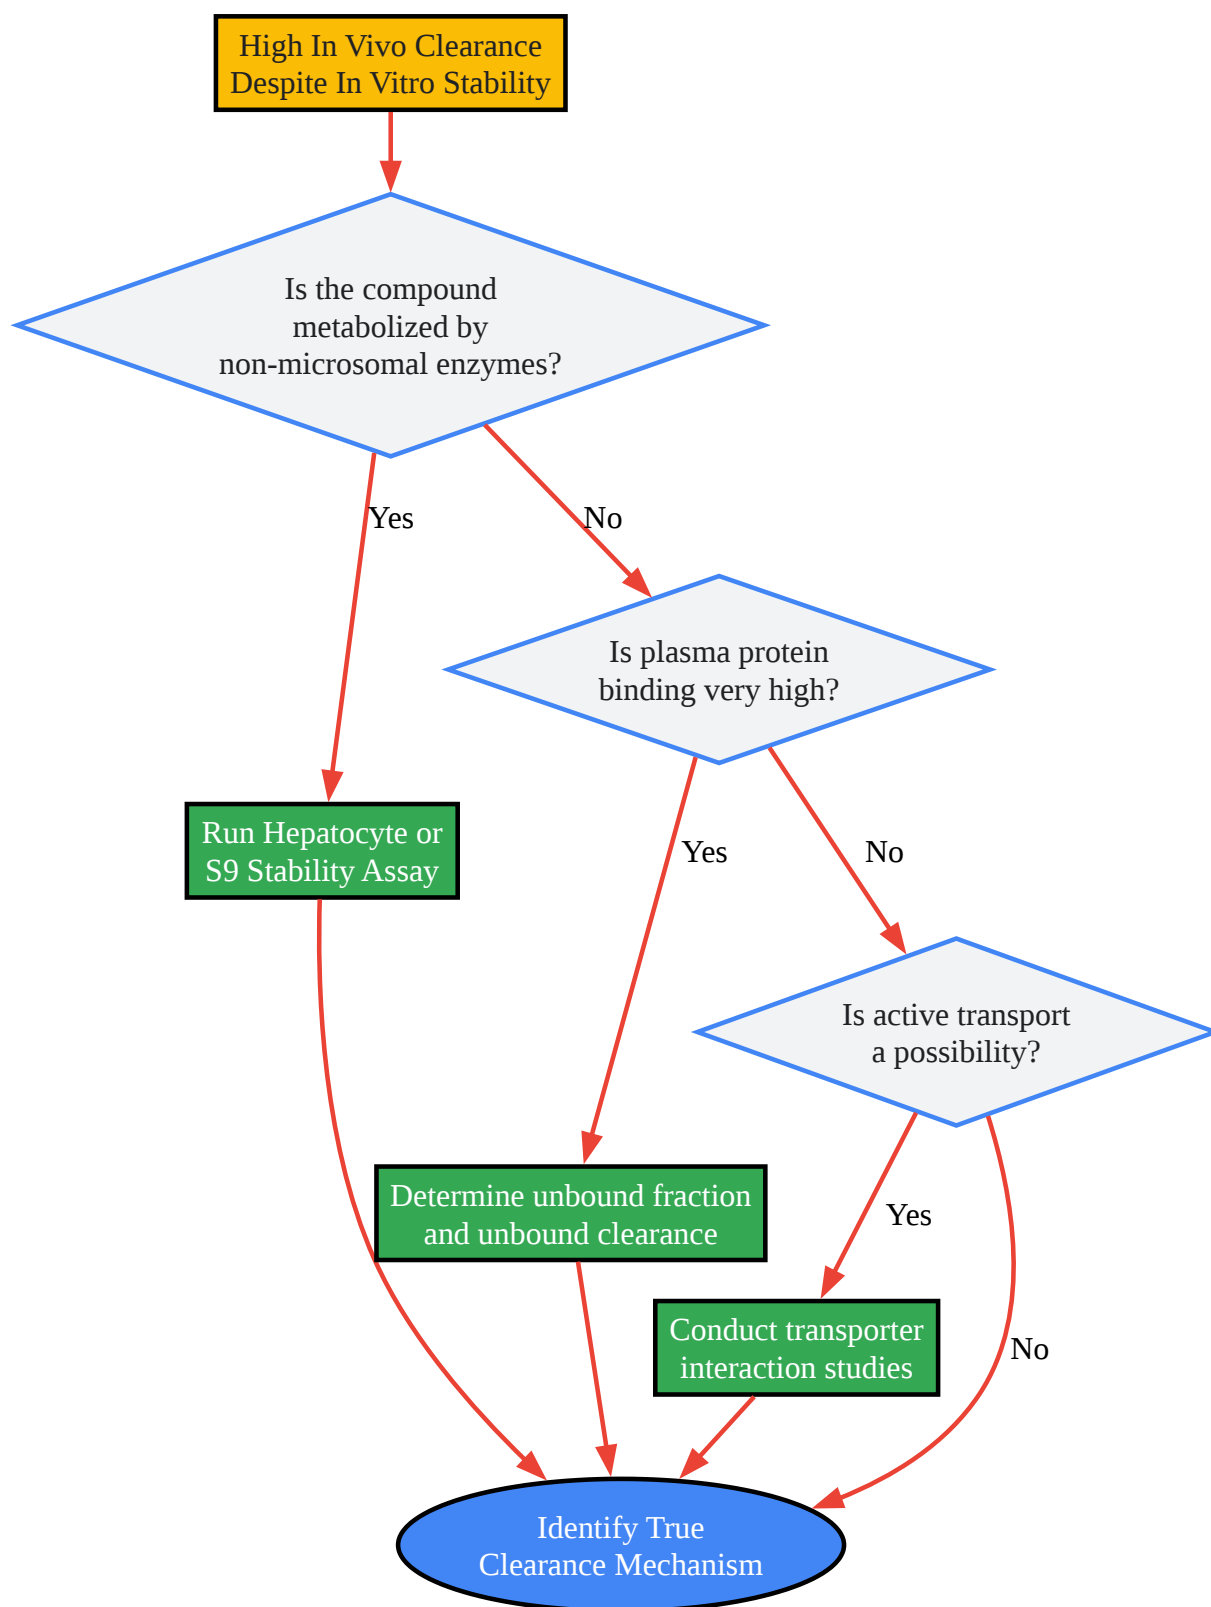 High In Vivo Clearance
Despite In Vitro Stability
Is the compound
metabolized by
non-microsomal enzymes?
Yes
No
Is plasma protein
binding very high?
Run Hepatocyte or
S9 Stability Assay
Yes
No
Is active transport
a possibility?
Determine unbound fraction
and unbound clearance
Yes
Conduct transporter
interaction studies
No
Identify True
Clearance Mechanism